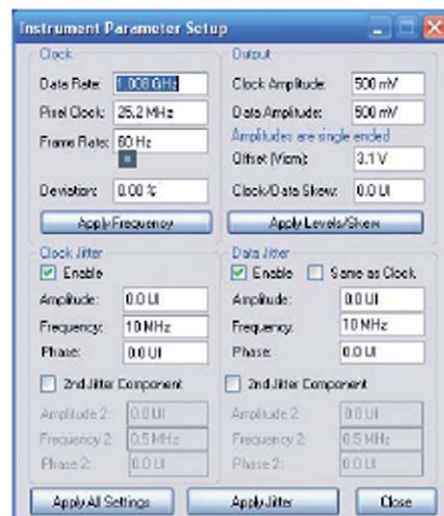 Instrument Parameter Setup
Clock
Data Rate: 1.008 GHz
Pixel Clock: 25.2 MHz
Frame Rate: 60 Hz
Deviation: 0.00 %
Apply Frequency
Output
Clock Amplitude: 500 mV
Data Amplitude: 500 mV
Amplitudes are single ended
Offset (Vicm): 3.1 V
Clock/Data Skew: 0.0 UI
Apply Levels/Skew
Clock Jitter
Enable
Amplitude: 0.0 UI
Frequency: 10 MHz
Phase: 0.0 UI
2nd Jitter Component
Amplitude 2: 0.0 UI
Frequency 2: 0.5 MHz
Phase 2: 0.0 UI
Data Jitter
Enable Same as Clock
Amplitude: 0.0 UI
Frequency: 10 MHz
Phase: 0.0 UI
2nd Jitter Component
Amplitude 2: 0.0 UI
Frequency 2: 0.5 MHz
Phase 2: 0.0 UI
Apply All Settings Apply Jitter Close